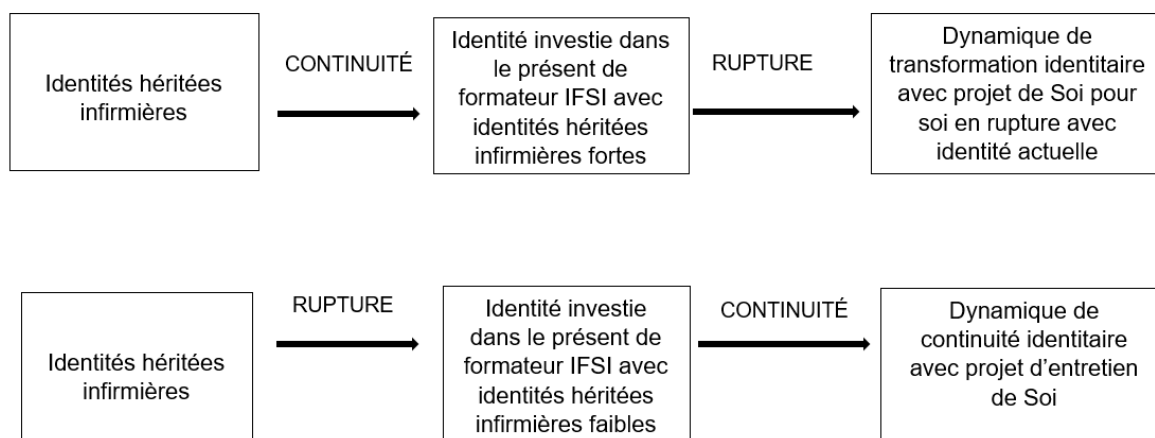 Identités héritées
infirmières
CONTINUITÉ
Identité investie dans
le présent de
formateur IFSI avec
identités héritées
infirmières fortes
RUPTURE
Dynamique de
transformation identitaire
avec projet de Soi pour
soi en rupture avec
identité actuelle
Identités héritées
infirmières
RUPTURE
Identité investie
dans le présent de
formateur IFSI avec
identités héritées
infirmières faibles
CONTINUITÉ
Dynamique de
continuité identitaire
avec projet d’entretien
de Soi